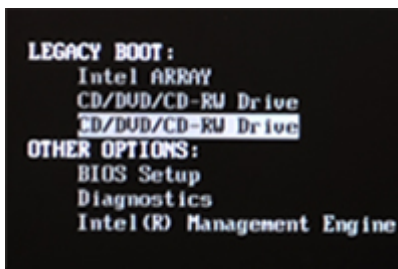 LEGACY BOOT:
Intel ARRAY
CD/DVD/CD-RW Drive
CD/DVD/CD-RW Drive
OTHER OPTIONS:
BIOS Setup
Diagnostics
Intel(R) Management Engine